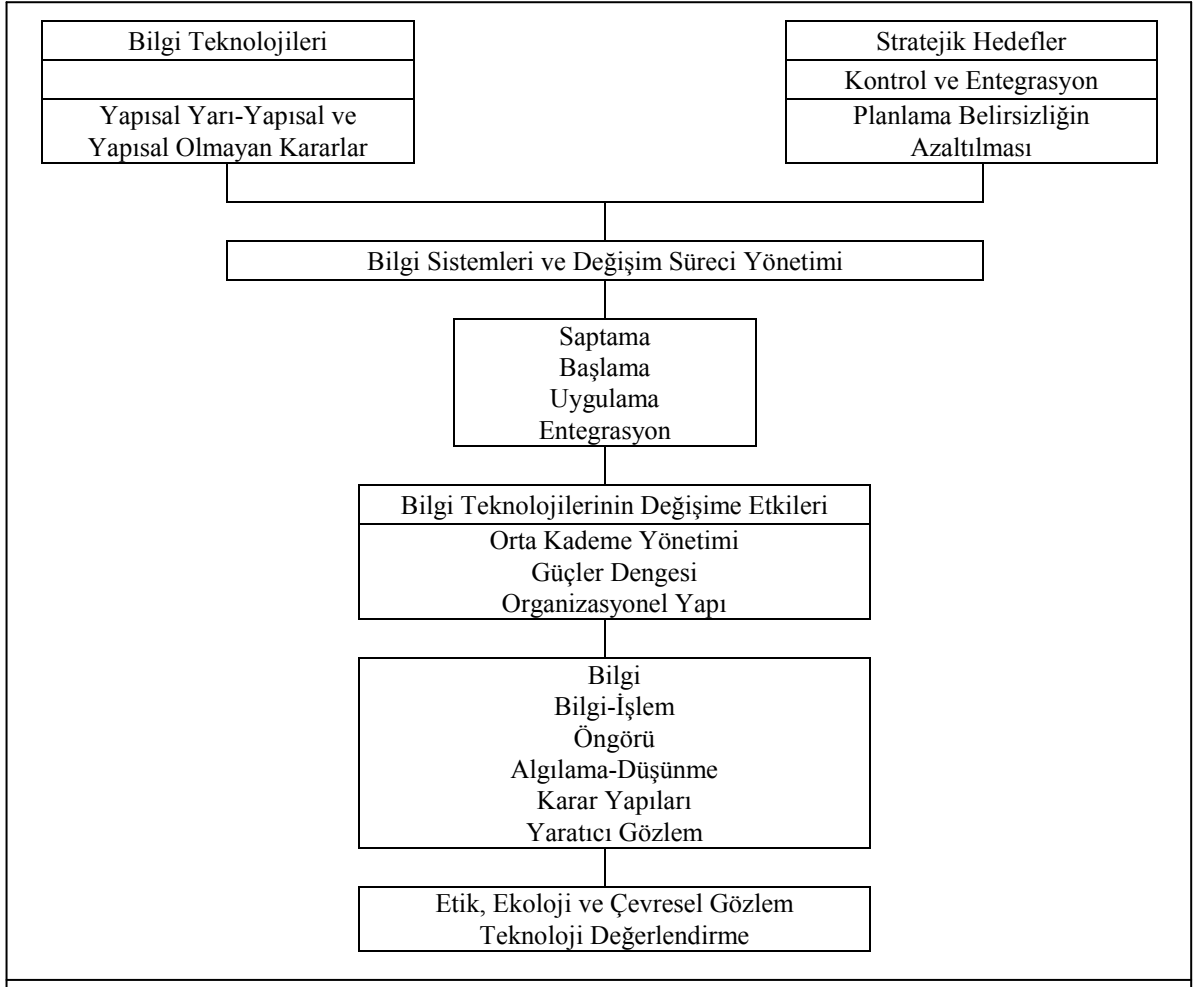 Bilgi Teknolojileri
Yapısal Yarı-Yapısal ve
Yapısal Olmayan Kararlar
Stratejik Hedefler
Kontrol ve Entegrasyon
Planlama Belirsizliğin
Azaltılması
Bilgi Sistemleri ve Değişim Süreci Yönetimi
Saptama
Başlama
Uygulama
Entegrasyon
Bilgi Teknolojilerinin Değişime Etkileri
Orta Kademe Yönetimi
Güçler Dengesi
Organizasyonel Yapı
Bilgi
Bilgi-İşlem
Öngörü
Algılama-Düşünme
Karar Yapıları
Yaratıcı Gözlem
Etik, Ekoloji ve Çevresel Gözlem
Teknoloji Değerlendirme